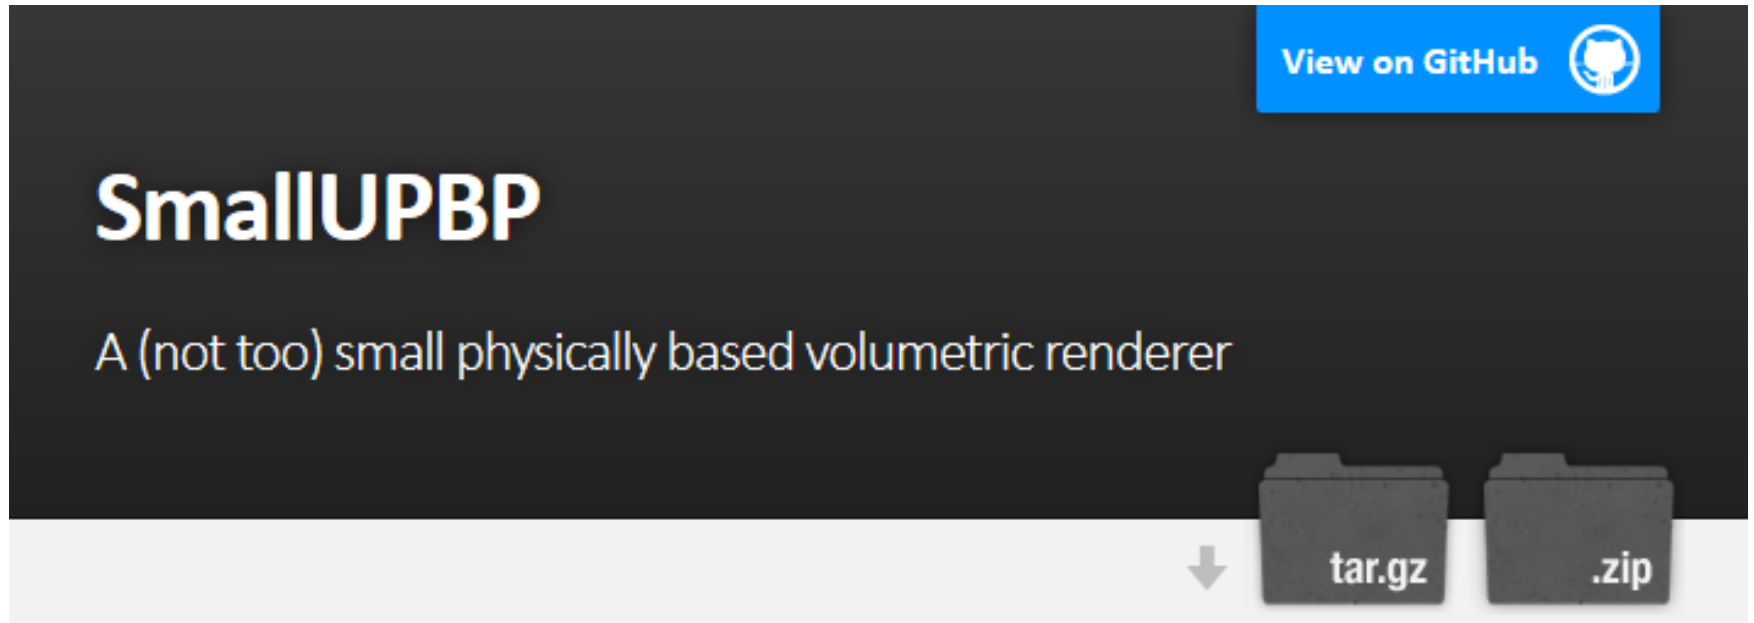 View on GitHub
SmallUPBP
A (not too) small physically based volumetric renderer
tar.gz
.zip